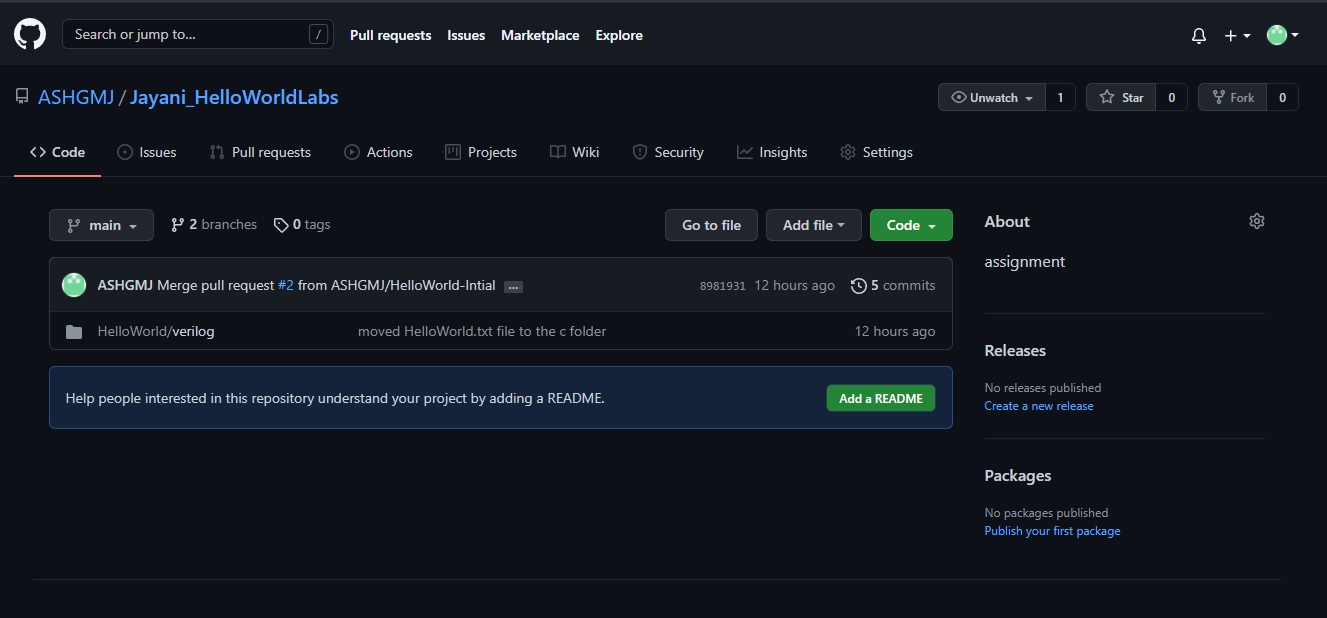 Search or jump to... /
Pull requests Issues Marketplace Explore
ASHGMJ / Jayani_HelloWorldLabs
Unwatch 1 Star 0 Fork 0
Code Issues Pull requests Actions Projects Wiki Security Insights Settings
main 2 branches 0 tags
Go to file Add file Code
ASHGMJ Merge pull request #2 from ASHGMJ/HelloWorld-Intial ...
8981931 12 hours ago 5 commits
HelloWorld/verilog moved HelloWorld.txt file to the c folder 12 hours ago
Help people interested in this repository understand your project by adding a README.
Add a README
About
assignment
Releases
No releases published
Create a new release
Packages
No packages published
Publish your first package